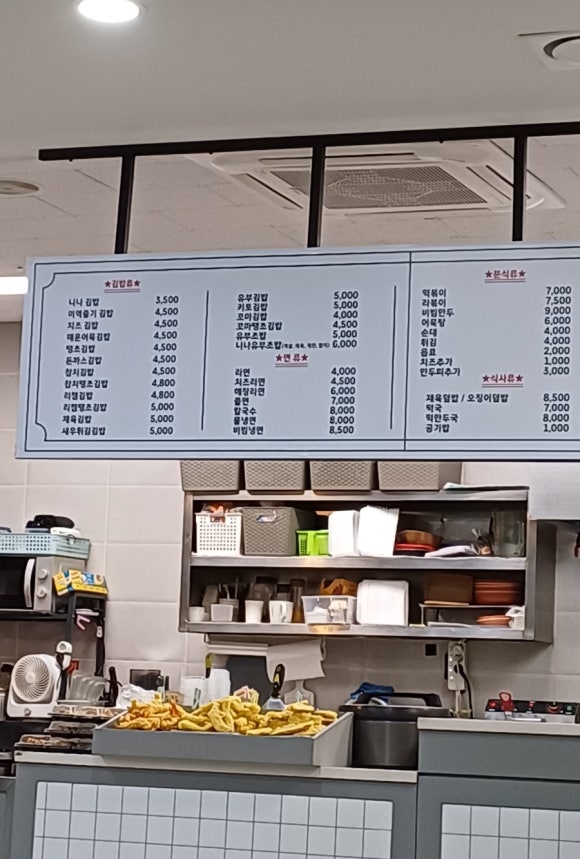 ★김밥류★
니나 김밥 3,500
미역줄기 김밥 4,500
치즈 김밥 4,500
매운어묵김밥 4,500
땡초김밥 4,500
돈까스김밥 4,500
참치김밥 4,500
참치땡초김밥 4,800
리챔김밥 4,800
리챔땡초김밥 5,000
제육김밥 5,000
새우튀김김밥 5,000
유부김밥 5,000
키토김밥 5,000
꼬마김밥 4,000
꼬마땡초김밥 4,500
유부초밥 5,000
니나유부초밥 6,000
★면 류★
라면 4,000
치즈라면 4,500
해장라면 6,000
쫄면 7,000
칼국수 8,000
물냉면 8,000
비빔냉면 8,500
★분식류★
떡볶이 7,000
라볶이 7,500
비빔만두 9,000
어묵탕 6,000
순대 4,000
튀김 4,000
음료 2,000
치즈추가 1,000
만두피추가 3,000
★식사류★
제육덮밥 / 오징어덮밥 8,500
떡국 7,000
떡만두국 8,000
공기밥 1,000